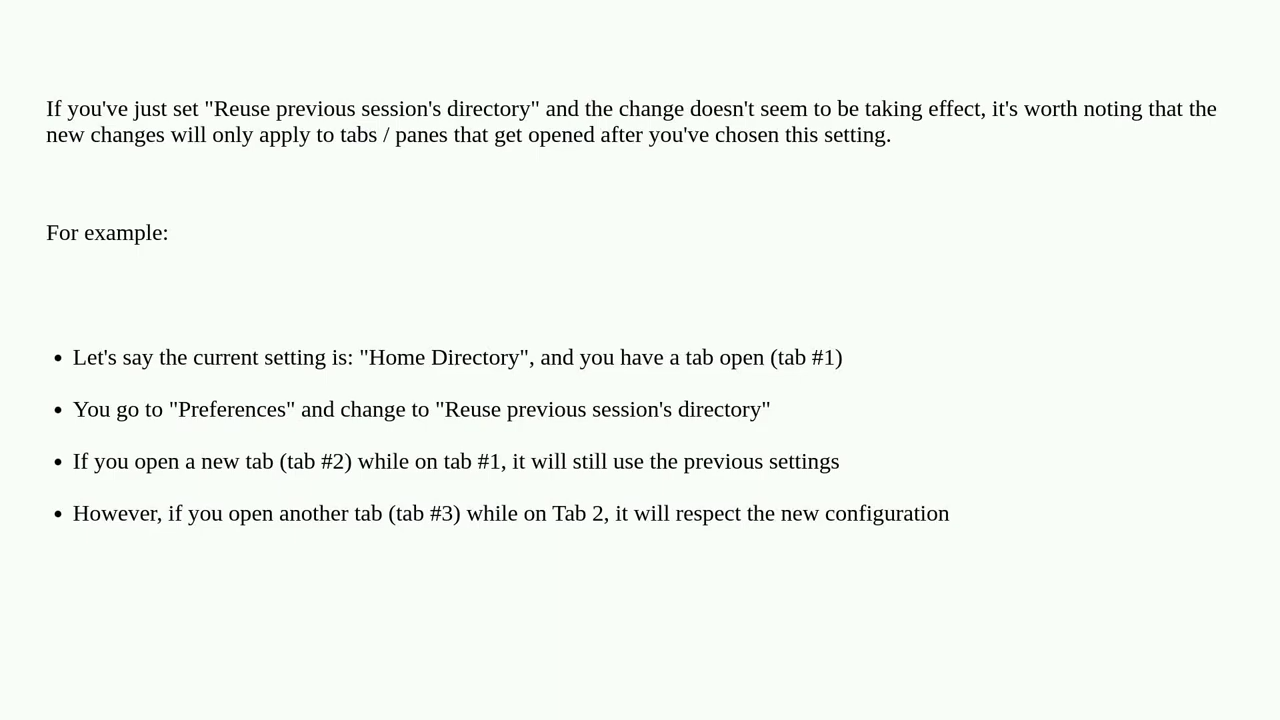 If you've just set "Reuse previous session's directory" and the change doesn't seem to be taking effect, it's worth noting that the
new changes will only apply to tabs / panes that get opened after you've chosen this setting.
For example:
• Let's say the current setting is: "Home Directory", and you have a tab open (tab #1)
• You go to "Preferences" and change to "Reuse previous session's directory"
• If you open a new tab (tab #2) while on tab #1, it will still use the previous settings
• However, if you open another tab (tab #3) while on Tab 2, it will respect the new configuration